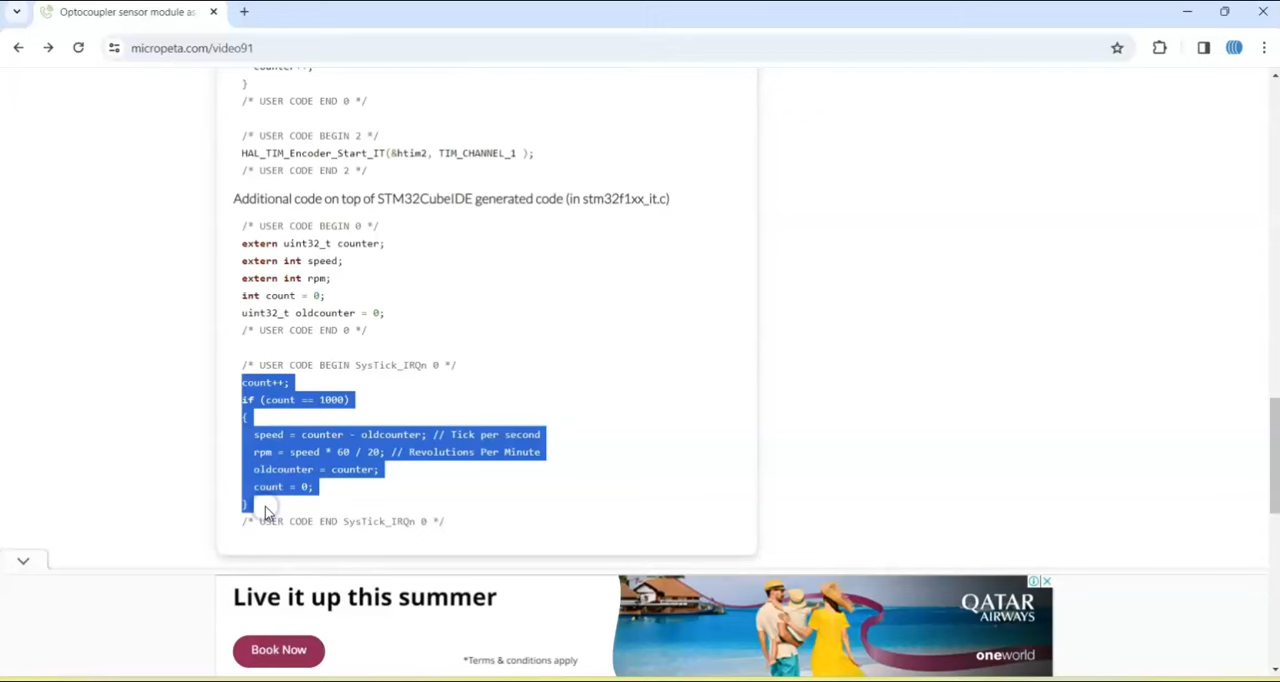 Optocoupler sensor module as
micropeta.com/video91
counter++;
}
/* USER CODE END 0 */
/* USER CODE BEGIN 2 */
HAL_TIM_Encoder_Start_IT(&htim2, TIM_CHANNEL_1 );
/* USER CODE END 2 */
Additional code on top of STM32CubeIDE generated code (in stm32f1xx_it.c)
/* USER CODE BEGIN 0 */
extern uint32_t counter;
extern int speed;
extern int rpm;
int count = 0;
uint32_t oldcounter = 0;
/* USER CODE END 0 */
/* USER CODE BEGIN SysTick_IRQn 0 */
count++;
if (count == 1000)
{
speed = counter - oldcounter; // Tick per second
rpm = speed * 60 / 20; // Revolutions Per Minute
oldcounter = counter;
count = 0;
}
/* USER CODE END SysTick_IRQn 0 */
Live it up this summer
Book Now
*Terms & conditions apply
QATAR
AIRWAYS
oneworld